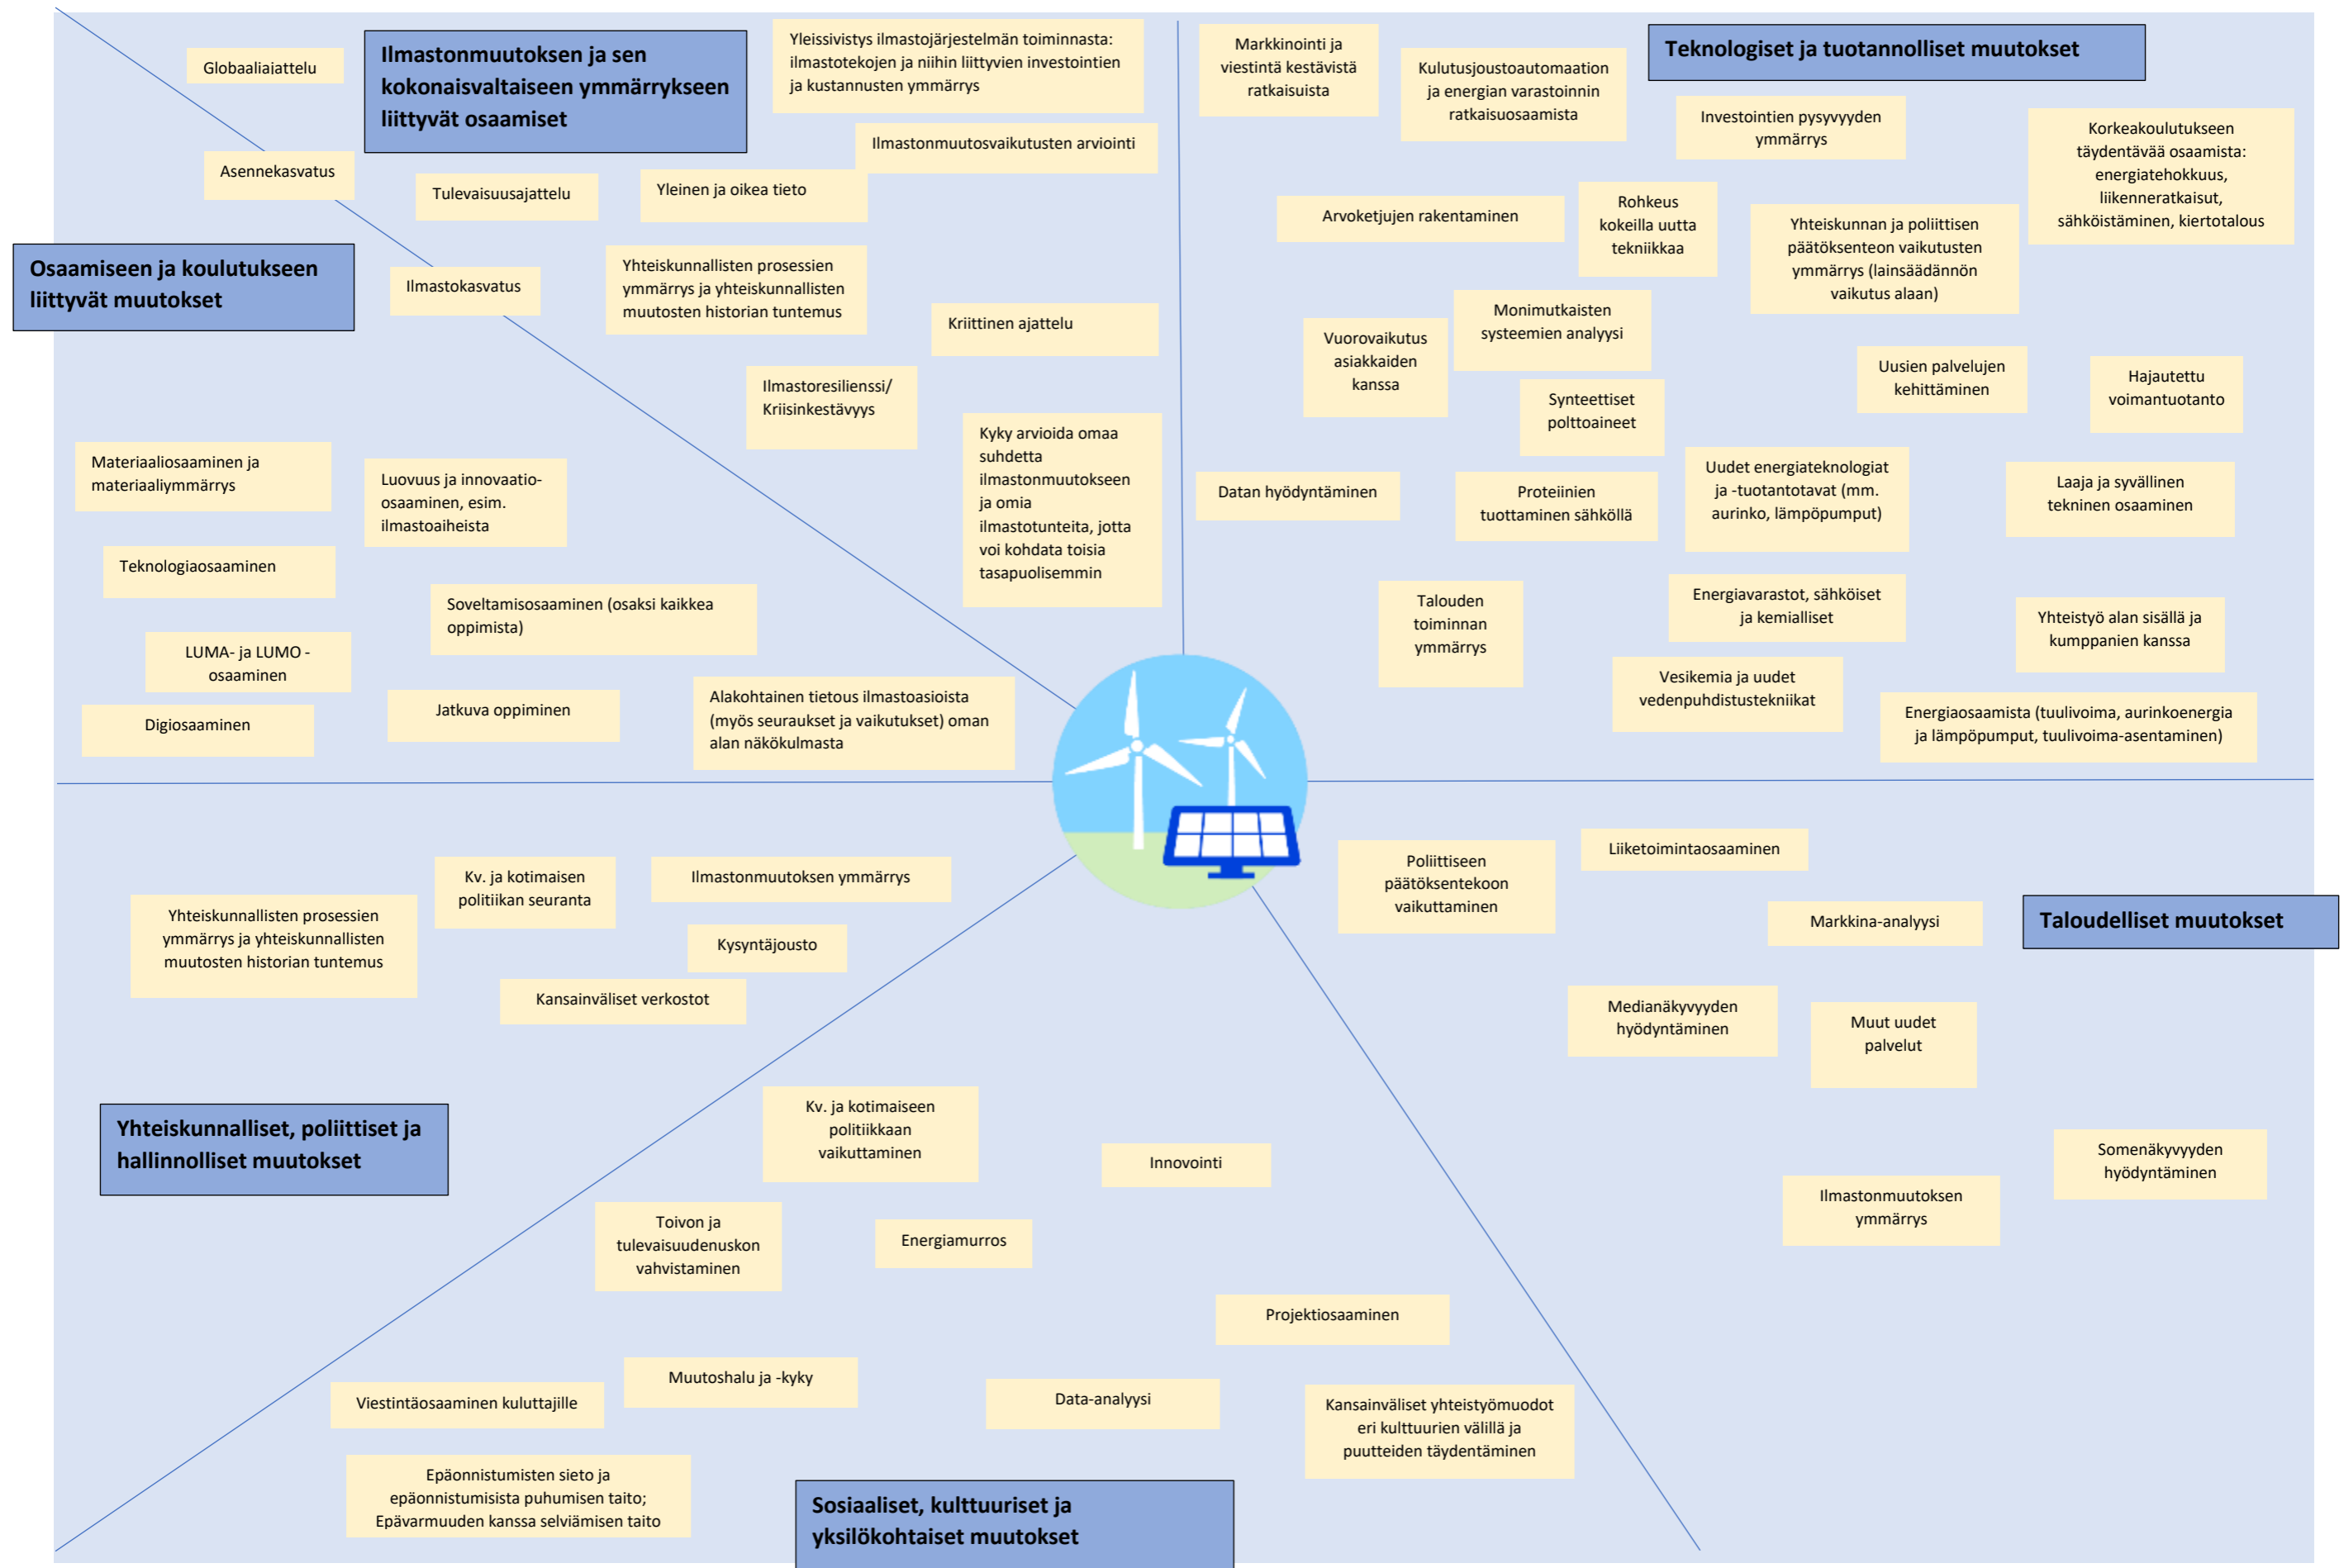 Globaaliajattelu
Ilmastonmuutoksen ja sen
kokonaisvaltaiseen ymmärrykseen
liittyvät osaamiset
Yleissivistys ilmastojärjestelmän toiminnasta:
ilmastotekojen ja niihin liittyvien investointien
ja kustannusten ymmärrys
Ilmastonmuutosvaikutusten arviointi
Asennekasvatus
Tulevaisuusajattelu
Yleinen ja oikea tieto
Ilmastokasvatus
Yhteiskunnallisten prosessien
ymmärrys ja yhteiskunnallisten
muutosten historian tuntemus
Kriittinen ajattelu
Ilmastoresilienssi/
Kriisinkestävyys
Kyky arvioida omaa
suhdetta
ilmastonmuutokseen
ja omia
ilmastotunteita, jotta
voi kohdata toisia
tasapuolisemmin
Osaamiseen ja koulutukseen
liittyvät muutokset
Materiaaliosaaminen ja
materiaaliymmärrys
Luovuus ja innovaatio-
osaaminen, esim.
ilmastoaiheista
Teknologiaosaaminen
Soveltamisosaaminen (osaksi kaikkea
oppimista)
LUMA- ja LUMO -
osaaminen
Jatkuva oppiminen
Digiosaaminen
Alakohtainen tietous ilmastoasioista
(myös seuraukset ja vaikutukset) oman
alan näkökulmasta
Teknologiset ja tuotannolliset muutokset
Markkinointi ja
viestintä kestävistä
ratkaisuista
Kulutusjoustoautomaation
ja energian varastoinnin
ratkaisuosaamista
Investointien pysyvyyden
ymmärrys
Korkeakoulutukseen
täydentävää osaamista:
energiatehokkuus,
liikenneratkaisut,
sähköistäminen, kiertotalous
Arvoketjujen rakentaminen
Rohkeus
kokeilla uutta
tekniikkaa
Yhteiskunnan ja poliittisen
päätöksenteon vaikutusten
ymmärrys (lainsäädännön
vaikutus alaan)
Vuorovaikutus
asiakkaiden
kanssa
Monimutkaisten
systeemien analyysi
Uusien palvelujen
kehittäminen
Hajautettu
voimantuotanto
Synteettiset
polttoaineet
Datan hyödyntäminen
Proteiinien
tuottaminen sähköllä
Uudet energiateknologiat
ja -tuotantotavat (mm.
aurinko, lämpöpumput)
Laaja ja syvällinen
tekninen osaaminen
Talouden
toiminnan
ymmärrys
Energiavarastot, sähköiset
ja kemialliset
Yhteistyö alan sisällä ja
kumppanien kanssa
Vesikemia ja uudet
vedenpuhdistustekniikat
Energiaosaamista (tuulivoima, aurinkoenergia
ja lämpöpumput, tuulivoima-asentaminen)
Kv. ja kotimaisen
politiikan seuranta
Ilmastonmuutoksen ymmärrys
Yhteiskunnallisten prosessien
ymmärrys ja yhteiskunnallisten
muutosten historian tuntemus
Kysyntäjousto
Kansainväliset verkostot
Yhteiskunnalliset, poliittiset ja
hallinnolliset muutokset
Poliittiseen
päätöksentekoon
vaikuttaminen
Liiketoimintaosaaminen
Markkina-analyysi
Taloudelliset muutokset
Medianäkyvyyden
hyödyntäminen
Muut uudet
palvelut
Somenäkyvyyden
hyödyntäminen
Ilmastonmuutoksen
ymmärrys
Kv. ja kotimaiseen
politiikkaan
vaikuttaminen
Innovointi
Toivon ja
tulevaisuudenuskon
vahvistaminen
Energiamurros
Projektiosaaminen
Muutoshalu ja -kyky
Viestintäosaaminen kuluttajille
Data-analyysi
Kansainväliset yhteistyömuodot
eri kulttuurien välillä ja
puutteiden täydentäminen
Epäonnistumisten sieto ja
epäonnistumisista puhumisen taito;
Epävarmuuden kanssa selviämisen taito
Sosiaaliset, kulttuuriset ja
yksilökohtaiset muutokset